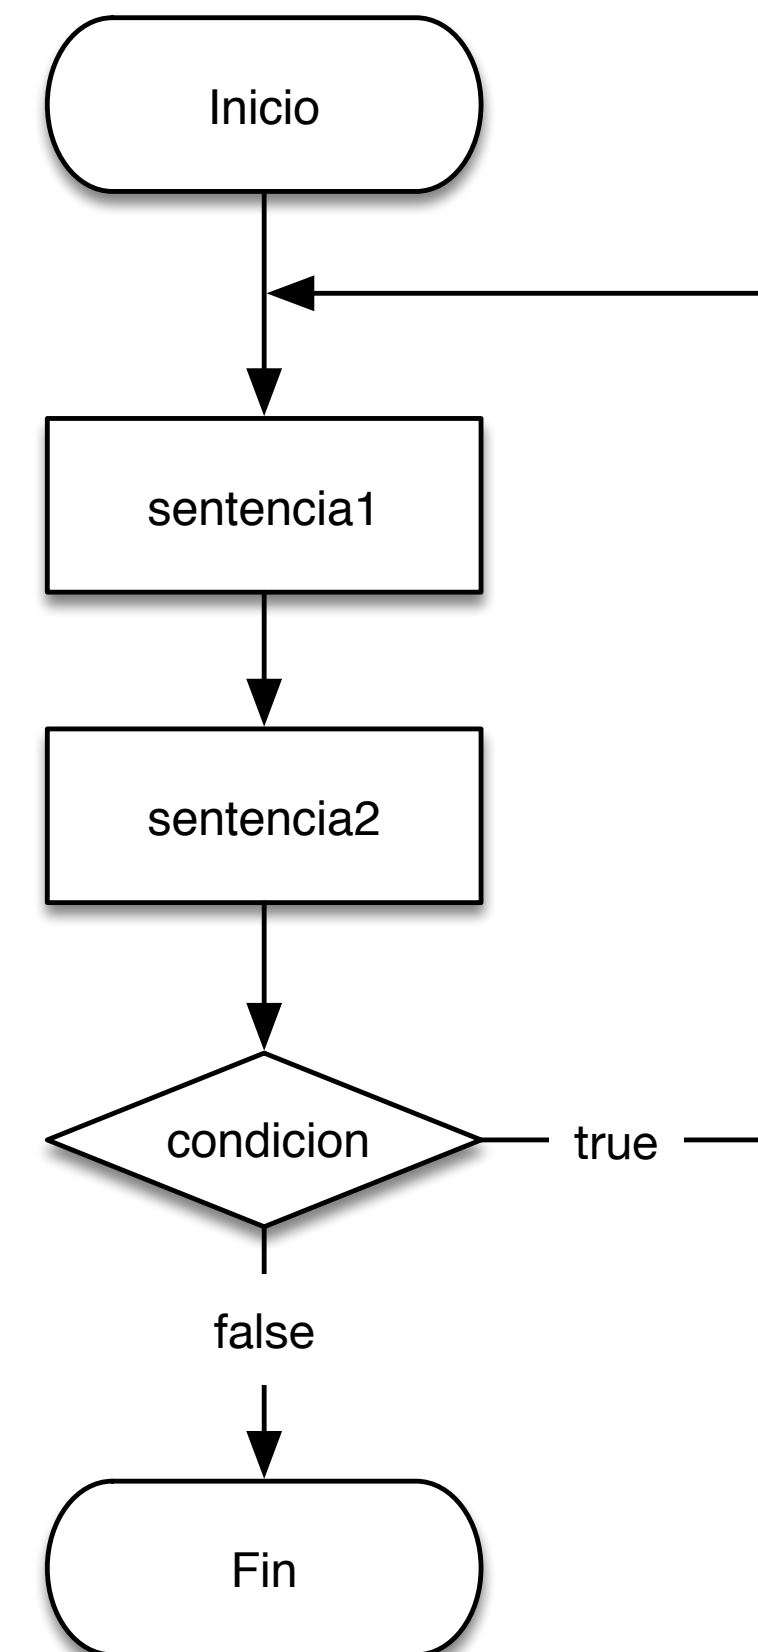 Inicio
sentencia1
sentencia2
condicion
true
false
Fin